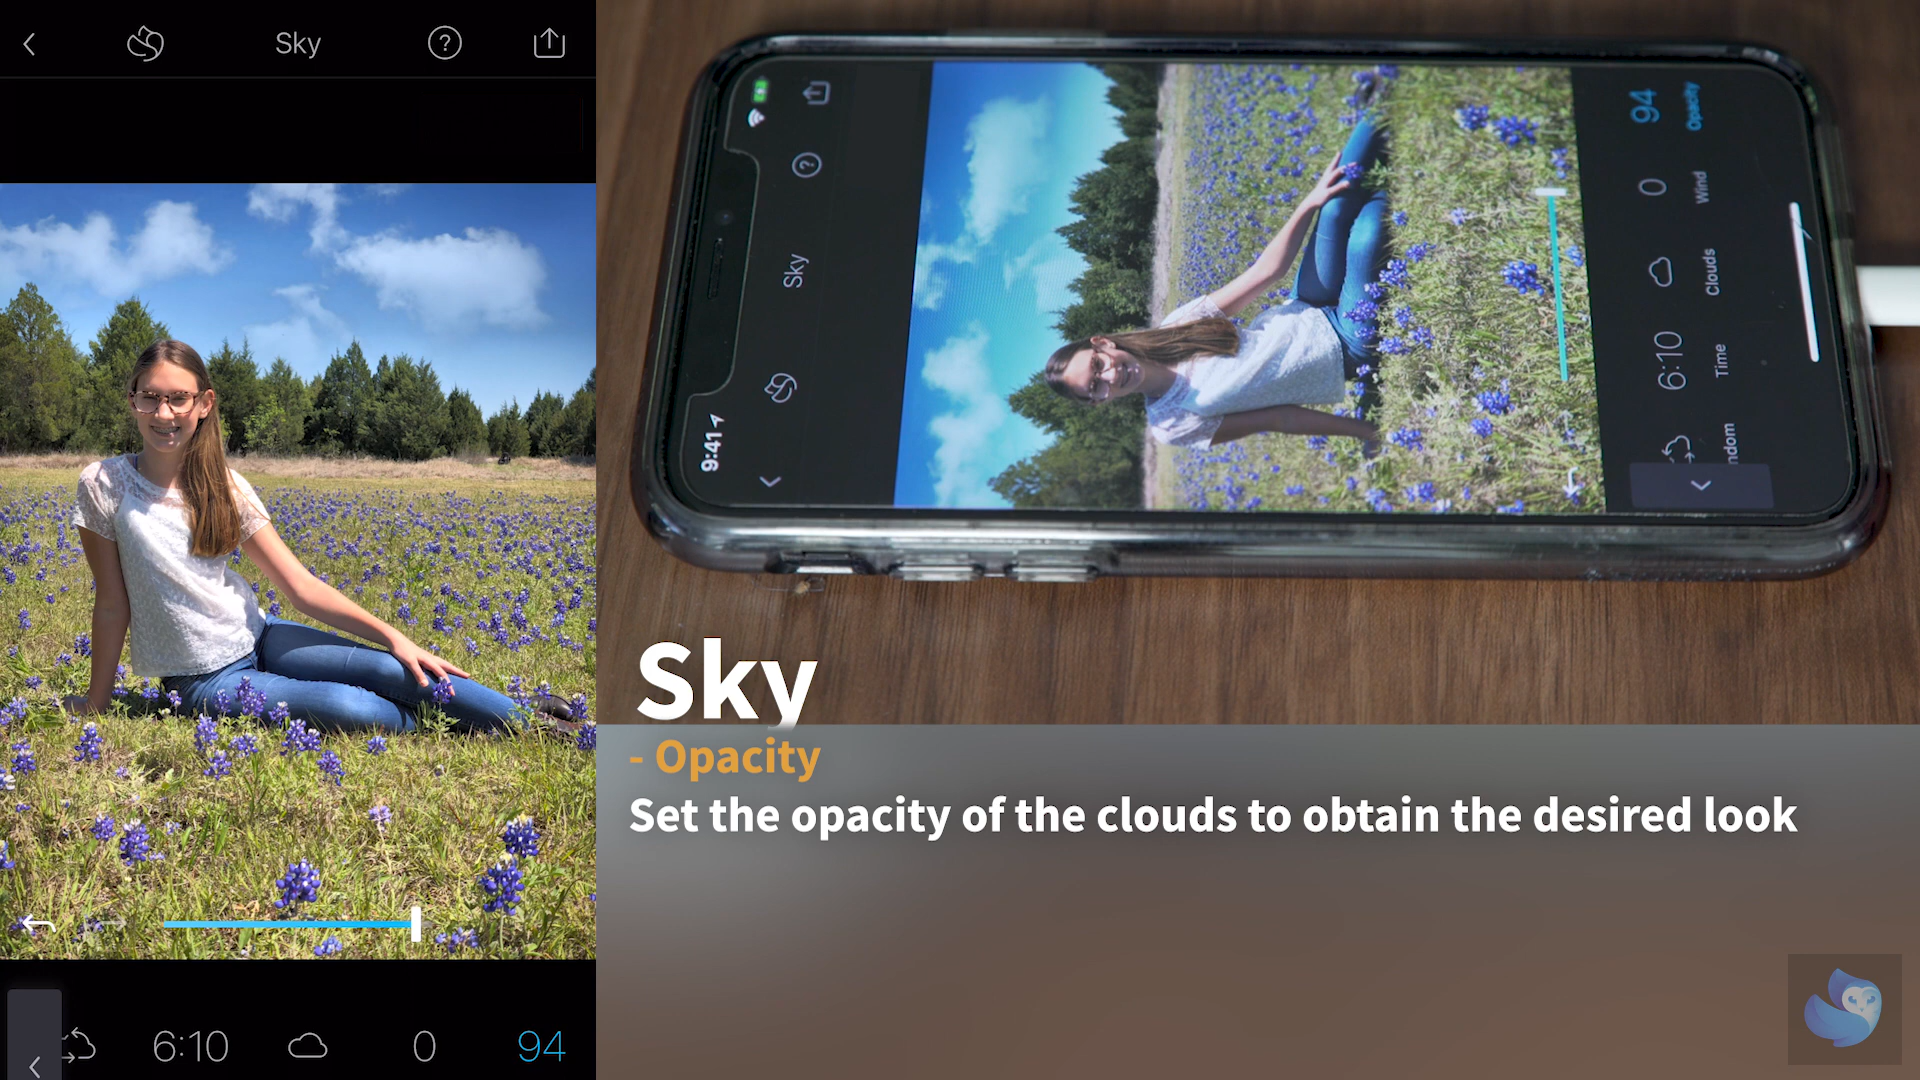 Sky
?
6:10
0
94
9:41
Sky
?
94
Opacity
0
Wind
Clouds
6:10
Time
ndom
Sky
- Opacity
Set the opacity of the clouds to obtain the desired look